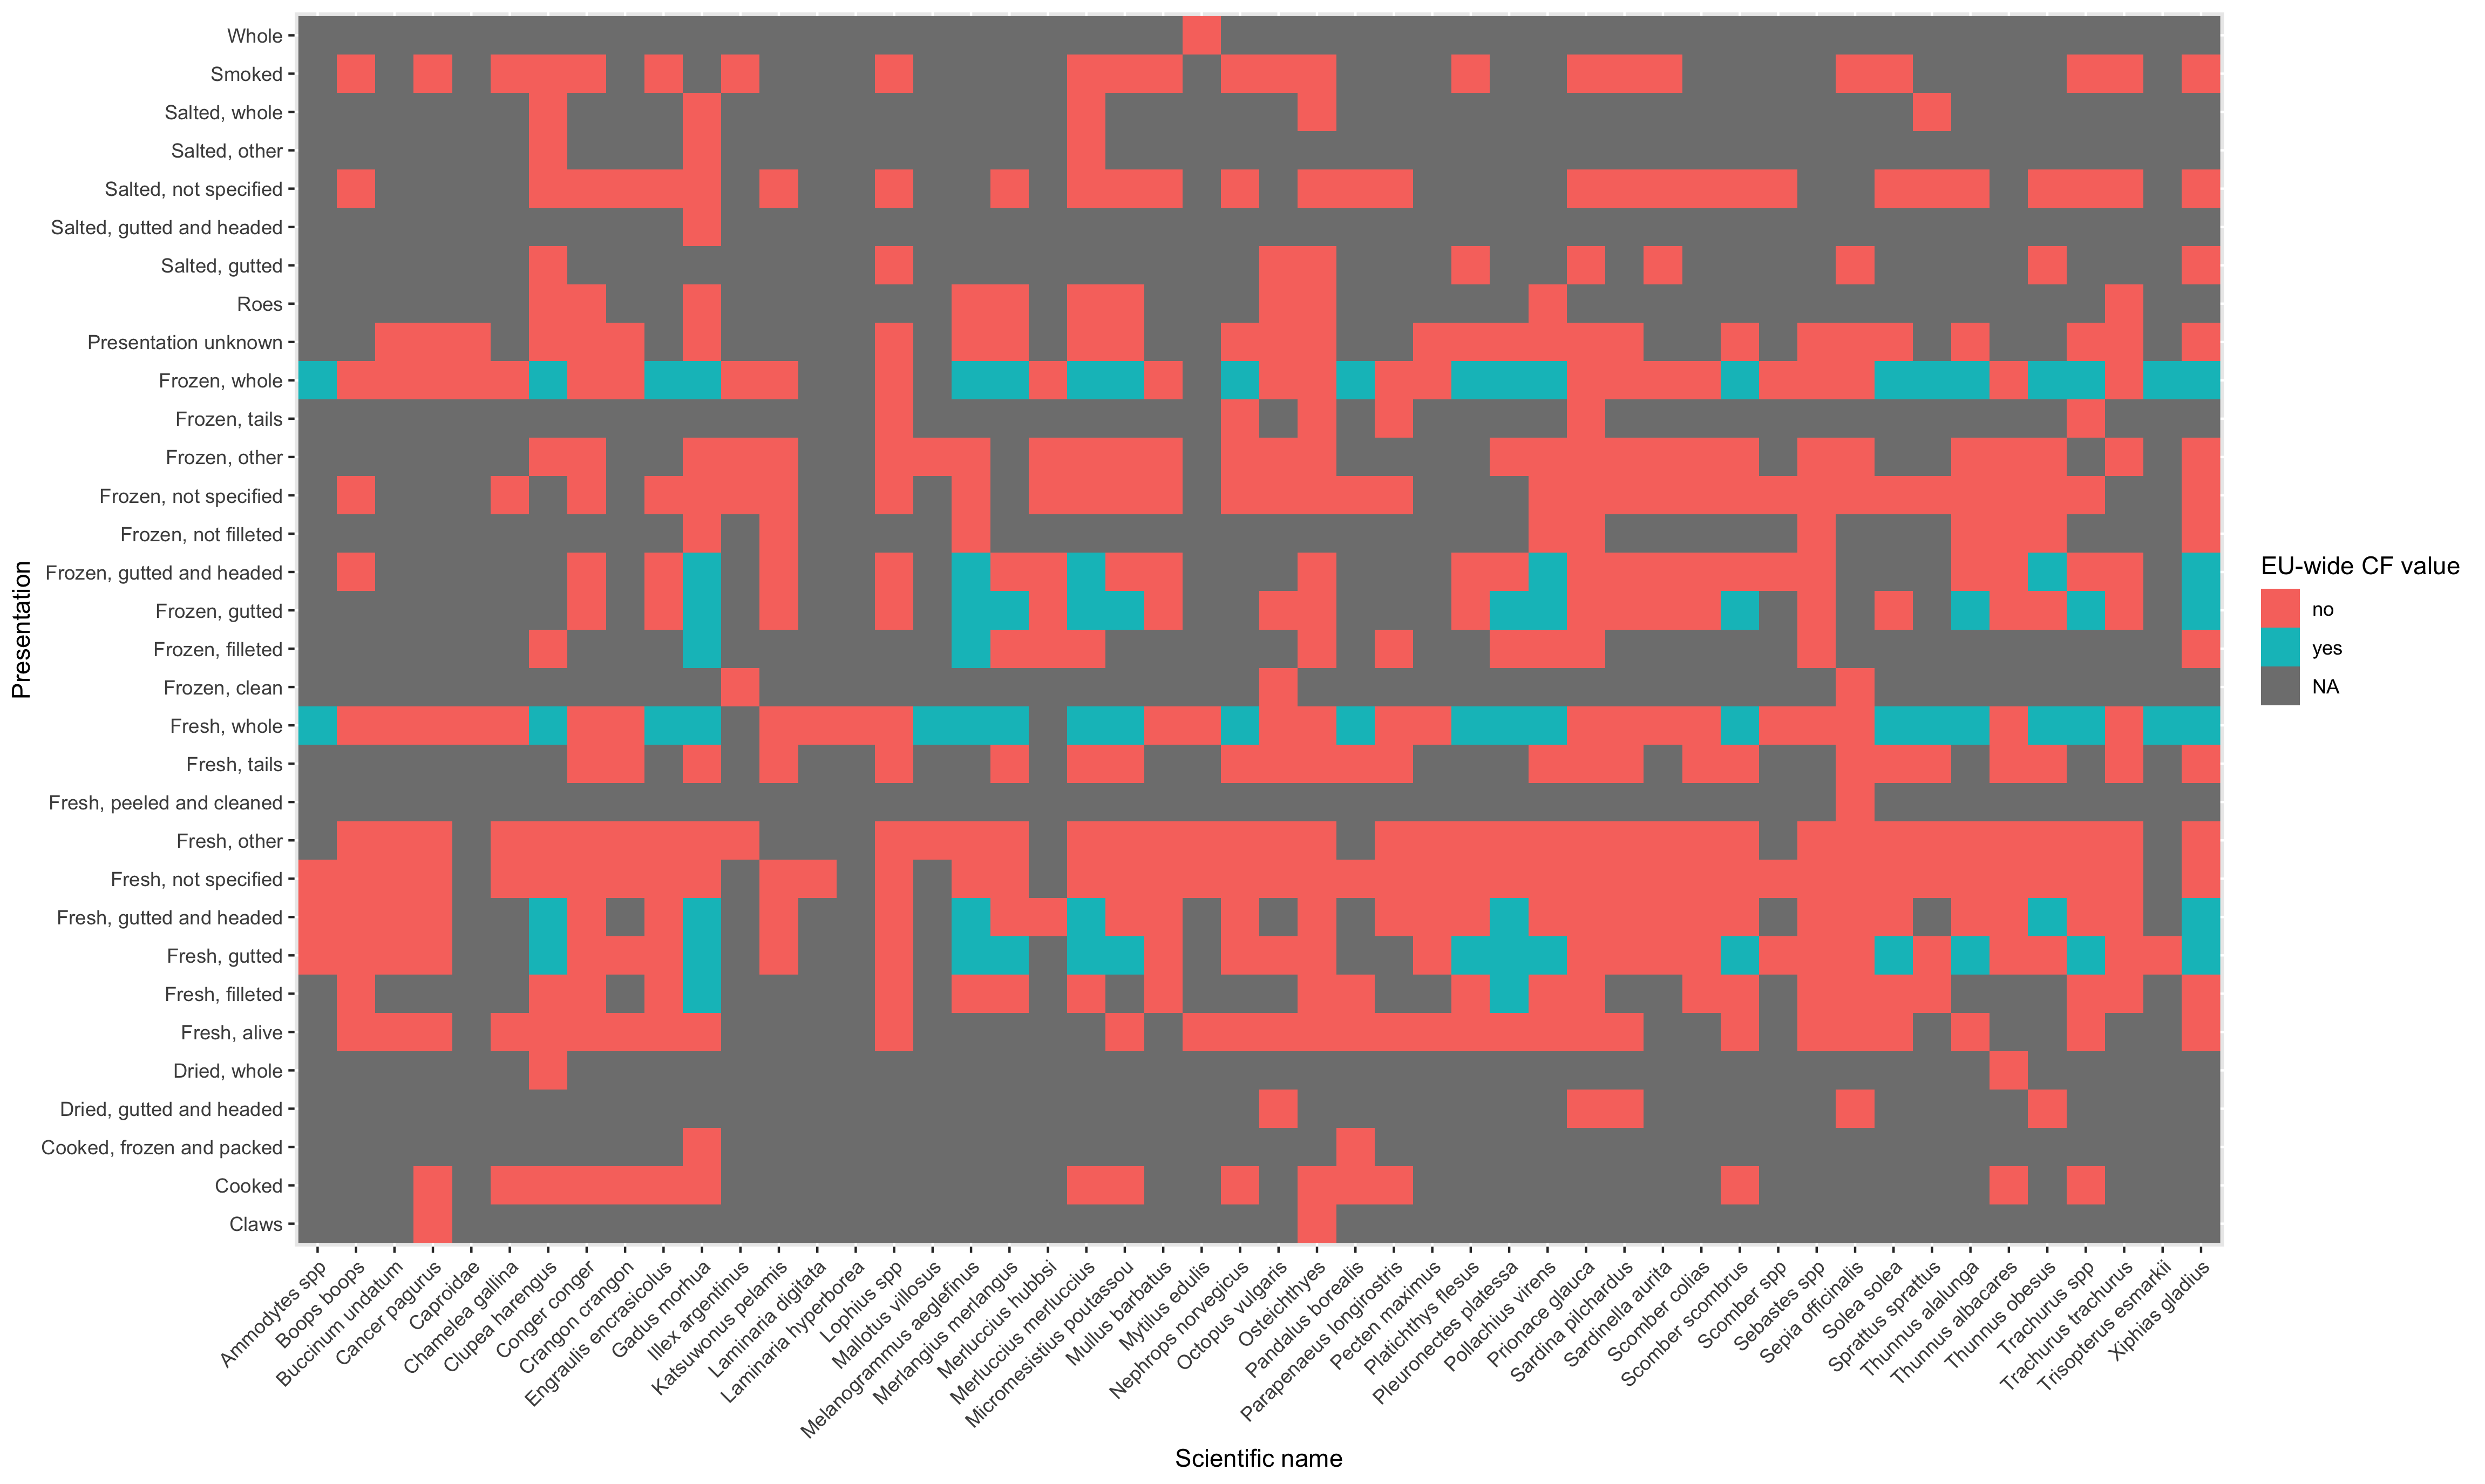 Whole
Smoked
Salted, whole
Salted, other
Salted, not specified
Salted, gutted and headed
Salted, gutted
Roes
Presentation unknown
Frozen, whole
Frozen, tails
Frozen, other
Frozen, not specified
Frozen, not filleted
Frozen, gutted and headed
Frozen, gutted
Frozen, filleted
Frozen, clean
Fresh, whole
Fresh, tails
Fresh, peeled and cleaned
Fresh, other
Fresh, not specified
Fresh, gutted and headed
Fresh, gutted
Fresh, filleted
Fresh, alive
Dried, whole
Dried, gutted and headed
Cooked, frozen and packed
Cooked
Claws
Presentation
Ammodytes spp
Boops boops
Buccinum undatum
Cancer pagurus
Caproidae
Chamelea gallina
Clupea harengus
Conger conger
Crangon crangon
Engraulis encrasicolus
Gadus morhua
Illex argentinus
Katsuwonus pelamis
Laminaria digitata
Laminaria hyperborea
Lophius spp
Mallotus villosus
Melanogrammus aeglefinus
Merlangius merlangus
Merluccius hubbsi
Merluccius merluccius
Micromesistius poutassou
Mullus barbatus
Mytilus edulis
Nephrops norvegicus
Octopus vulgaris
Osteichthyes
Pandalus borealis
Parapenaeus longirostris
Pecten maximus
Platichthys flesus
Pleuronectes platessa
Pollachius virens
Prionace glauca
Sardina pilchardus
Sardinella aurita
Scomber colias
Scomber scombrus
Scomber spp
Sebastes spp
Sepia officinalis
Solea solea
Sprattus sprattus
Thunnus alalunga
Thunnus albacares
Thunnus obesus
Trachurus spp
Trachurus trachurus
Trisopterus esmarkii
Xiphias gladius
Scientific name
EU-wide CF value
no
yes
NA